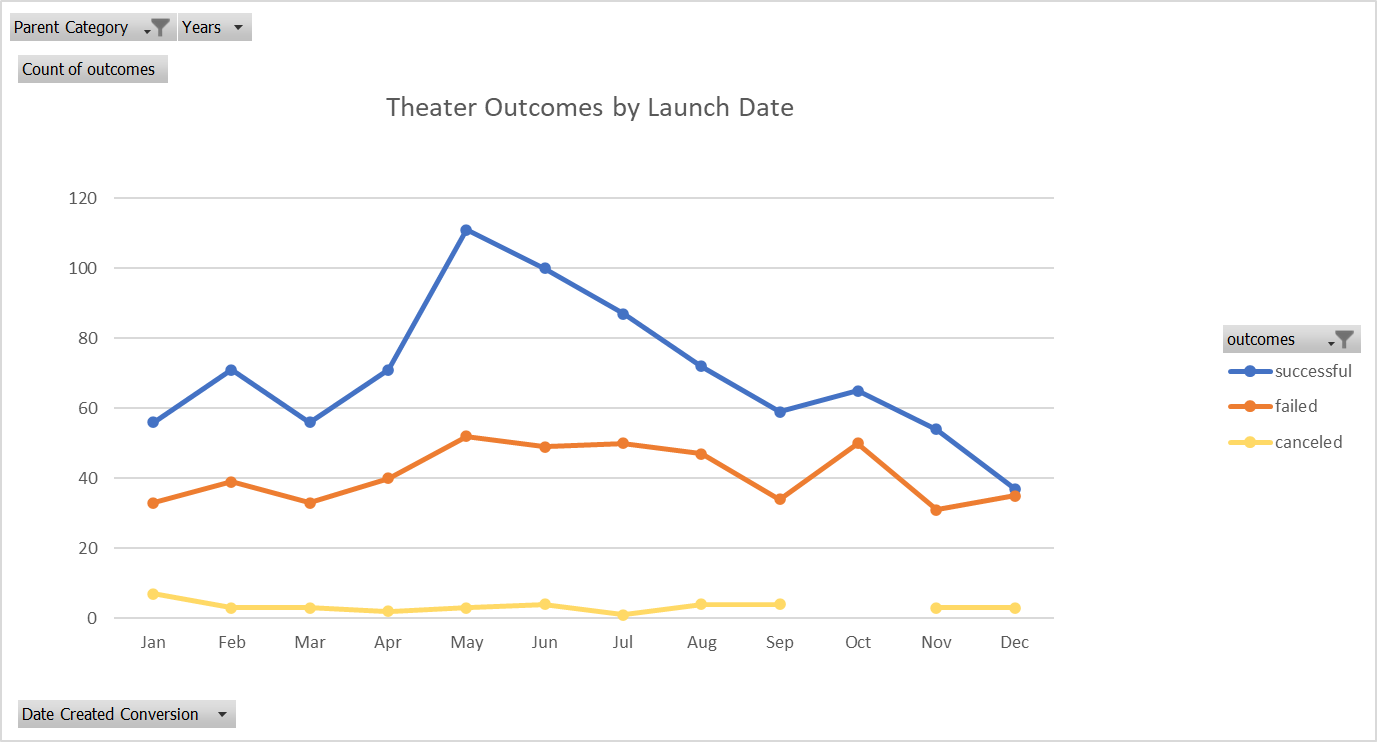 Parent Category Years
Count of outcomes
Theater Outcomes by Launch Date
120
100
80
60
40
20
0
Jan Feb Mar Apr May Jun Jul Aug Sep Oct Nov Dec
outcomes
successful
failed
canceled
Date Created Conversion